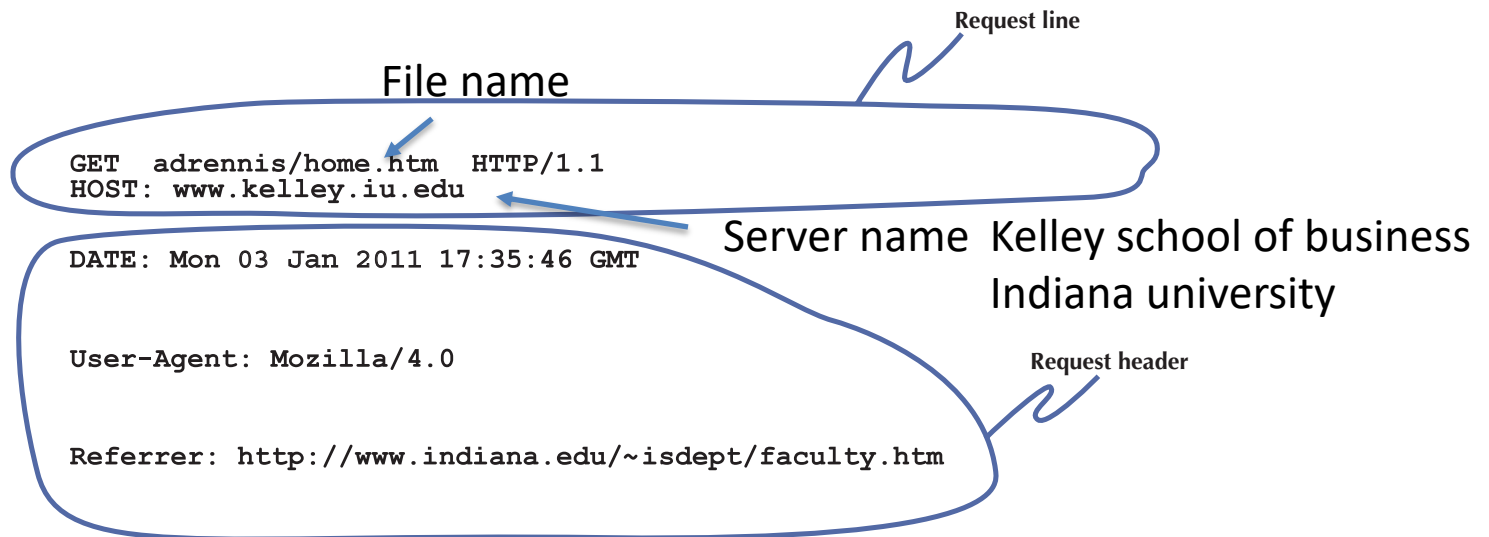 Request line
File name
GET adrennis/home.htm HTTP/1.1
HOST: www.kelley.iu.edu
Server name Kelley school of business
Indiana university
DATE: Mon 03 Jan 2011 17:35:46 GMT
User-Agent: Mozilla/4.0
Request header
Referrer: http://www.indiana.edu/~isdept/faculty.htm